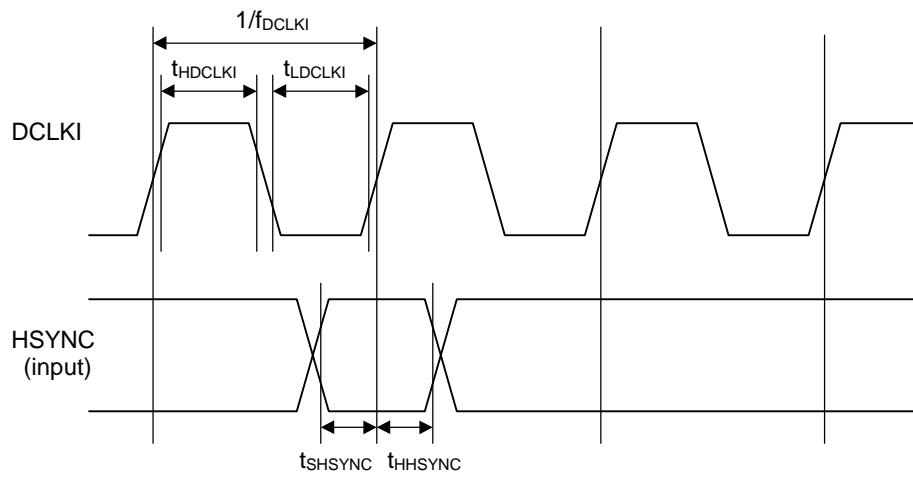 1/fDCLKI
tHDCLKI
tLDCLKI
DCLKI
HSYNC
(input)
tSHSYNC
tHHSYNC